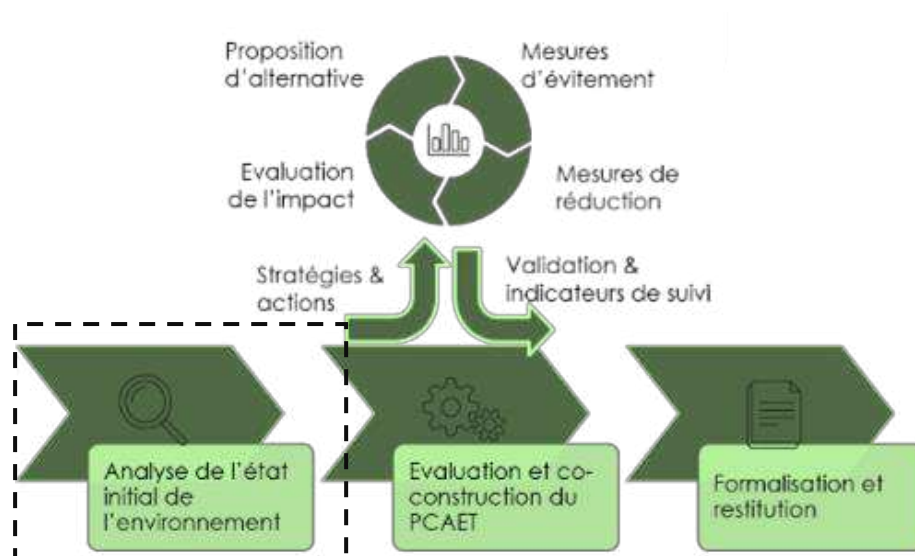 Proposition
d'alternative
Mesures
d'évitement
Evaluation
de l'impact
Mesures de
réduction
Stratégies &
actions
Validation &
indicateurs de suivi
Analyse de l'état
initial de
l'environnement
Evaluation et co-
construction du
PCAET
Formalisation et
restitution